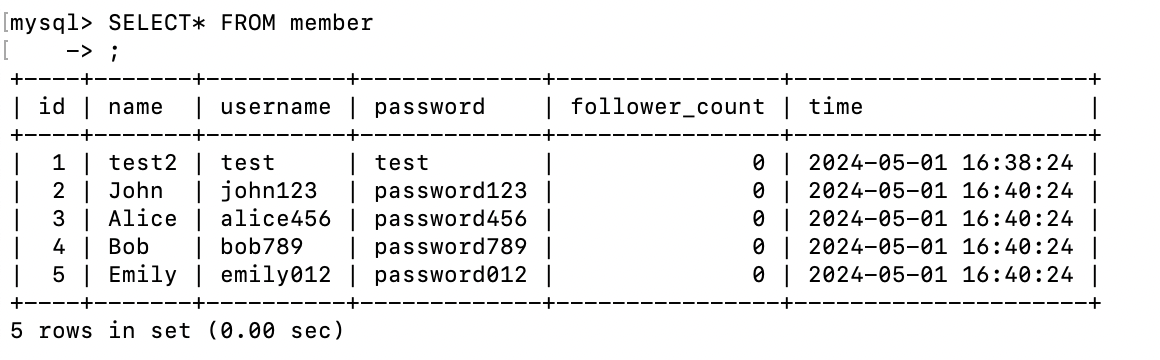 [mysql> SELECT* FROM member
[    -> ;
+----+-------+----------+-------------+----------------+---------------------+
| id | name  | username | password    | follower_count | time                |
+----+-------+----------+-------------+----------------+---------------------+
|  1 | test2 | test     | test        |              0 | 2024-05-01 16:38:24 |
|  2 | John  | john123  | password123 |              0 | 2024-05-01 16:40:24 |
|  3 | Alice | alice456 | password456 |              0 | 2024-05-01 16:40:24 |
|  4 | Bob   | bob789   | password789 |              0 | 2024-05-01 16:40:24 |
|  5 | Emily | emily012 | password012 |              0 | 2024-05-01 16:40:24 |
+----+-------+----------+-------------+----------------+---------------------+
5 rows in set (0.00 sec)